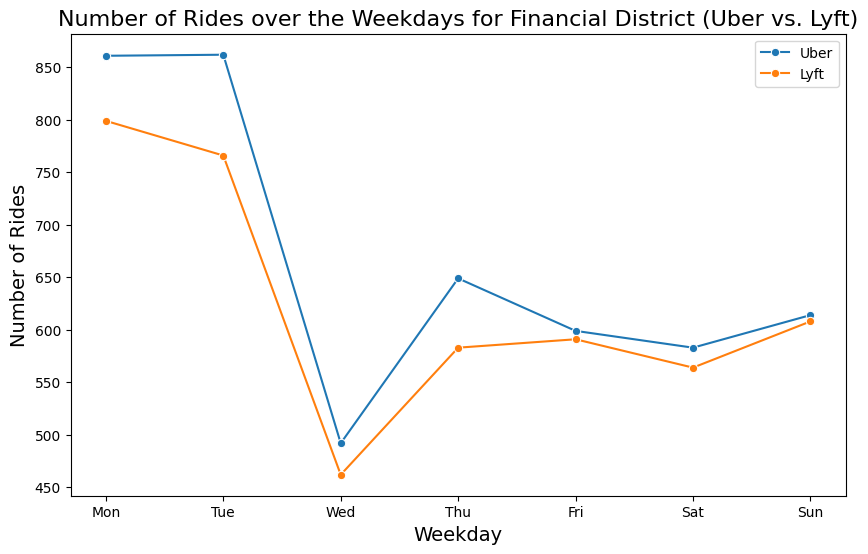 Number of Rides over the Weekdays for Financial District (Uber vs. Lyft)
Uber
Lyft
850
800
750
700
650
600
550
500
450
Number of Rides
Mon Tue Wed Thu Fri Sat Sun
Weekday